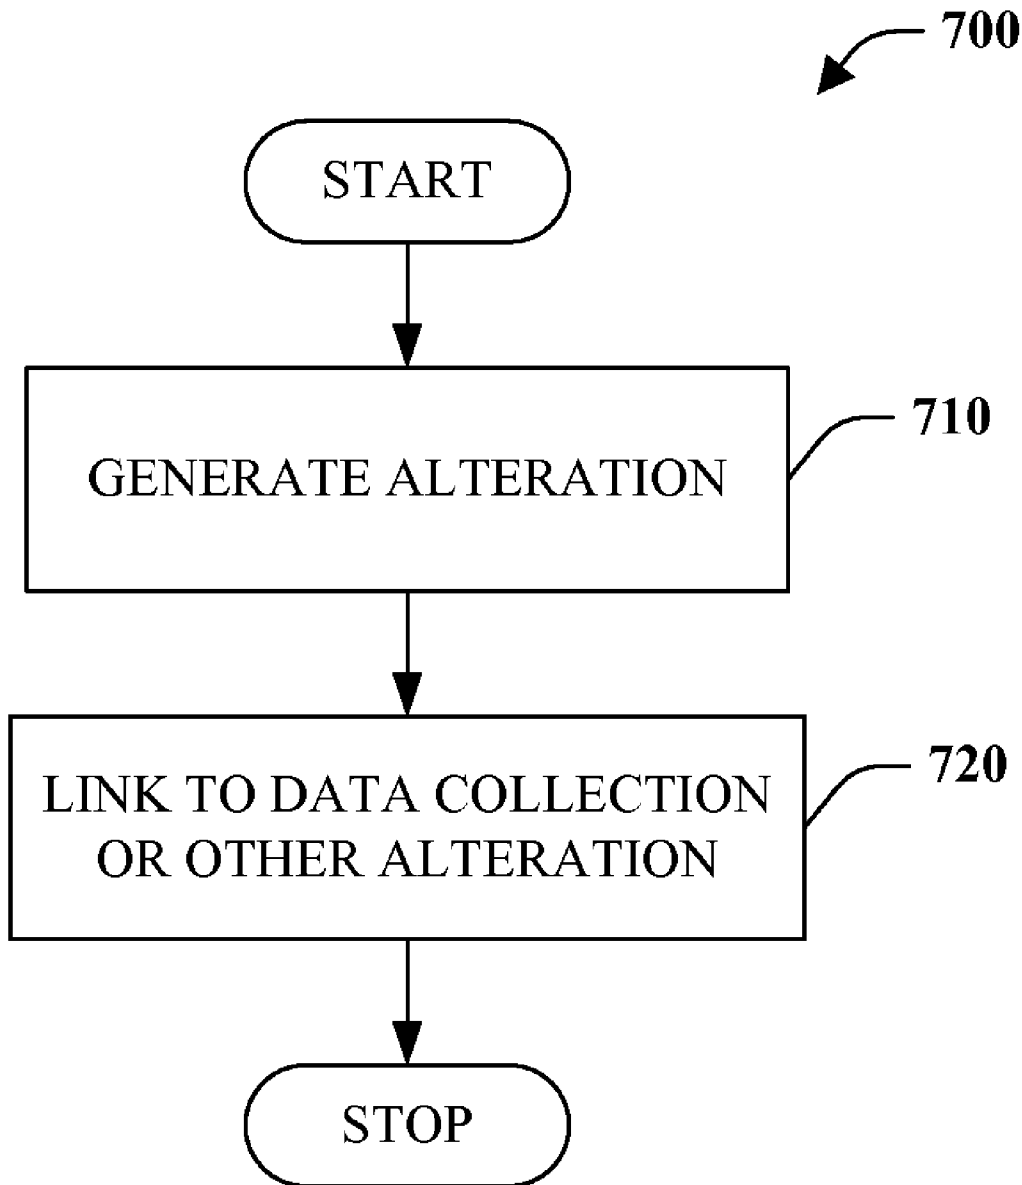 700
START
GENERATE ALTERATION
710
LINK TO DATA COLLECTION
OR OTHER ALTERATION
720
STOP